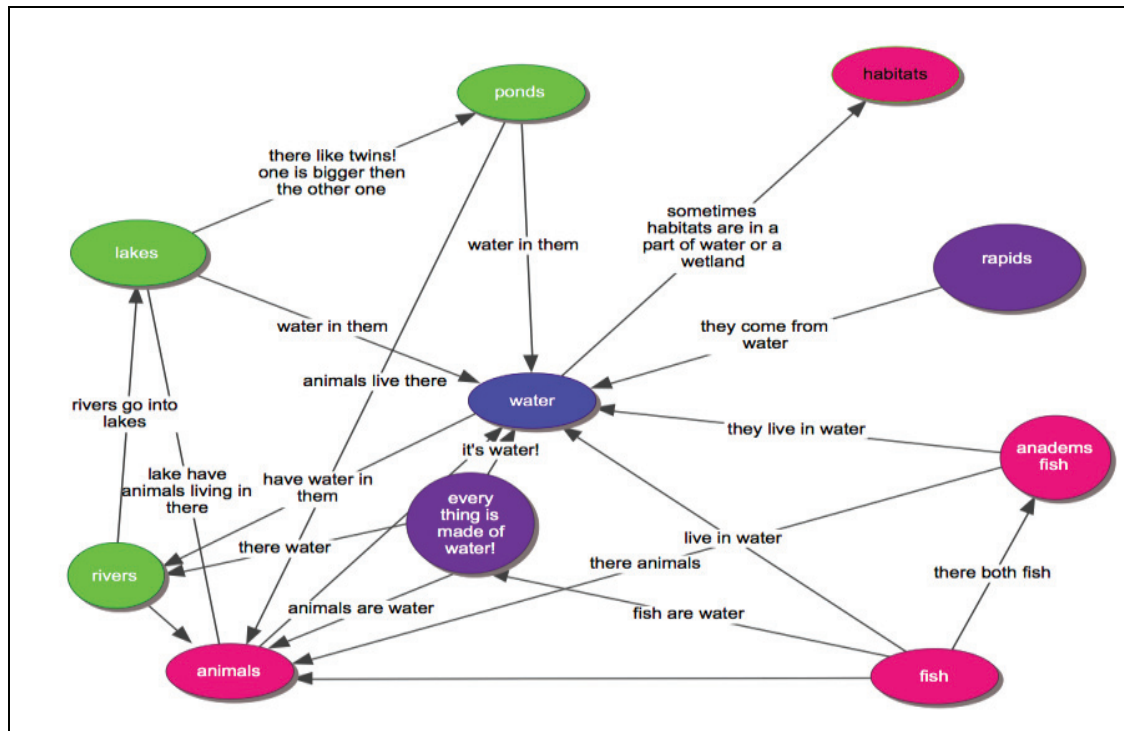 habitats
ponds
there like twins!
one is bigger then
the other one
sometimes
habitats are in a
part of water or a
wetland
water in them
lakes
rapids
water in them
they come from
water
animals live there
water
rivers go into
lakes
they live in water
it's water!
anadems
fish
lake have
animals living in
there
have water in
them
every
thing is
made of
water!
live in water
there water
there animals
rivers
there both fish
animals are water
fish are water
animals
fish